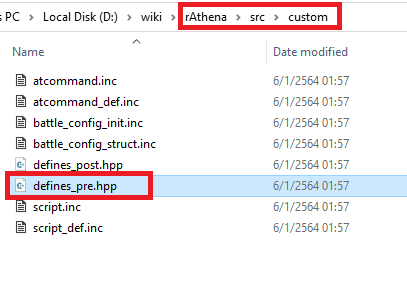 s PC > Local Disk (D:) > wiki > rAthena > src > custom
Name
Date modified
atcommand.inc 6/1/2564 01:57
atcommand_def.inc 6/1/2564 01:57
battle_config_init.inc 6/1/2564 01:57
battle_config_struct.inc 6/1/2564 01:57
defines_post.hpp 6/1/2564 01:57
defines_pre.hpp 6/1/2564 01:57
script.inc 6/1/2564 01:57
script_def.inc 6/1/2564 01:57